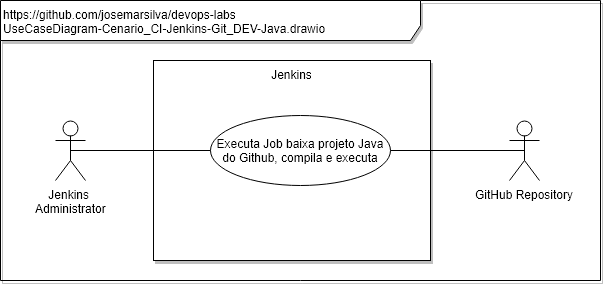 https://github.com/josemarsilva/devops-labs
UseCaseDiagram-Cenario_CI-Jenkins-Git_DEV-Java.drawio
Jenkins
Executa Job baixa projeto Java
do Github, compila e executa
Jenkins
Administrator
GitHub Repository